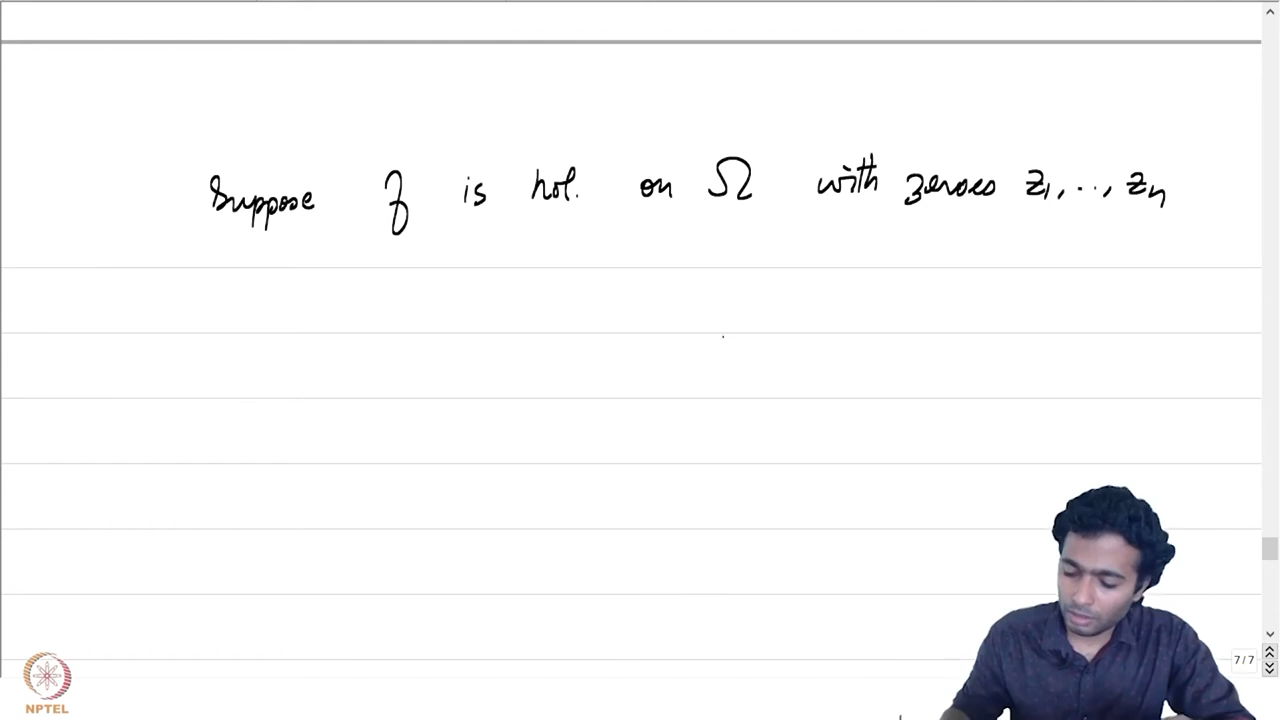 Suppose f is hol. on Ω with zeroes z₁, ..., zₙ
7 / 7
NPTEL